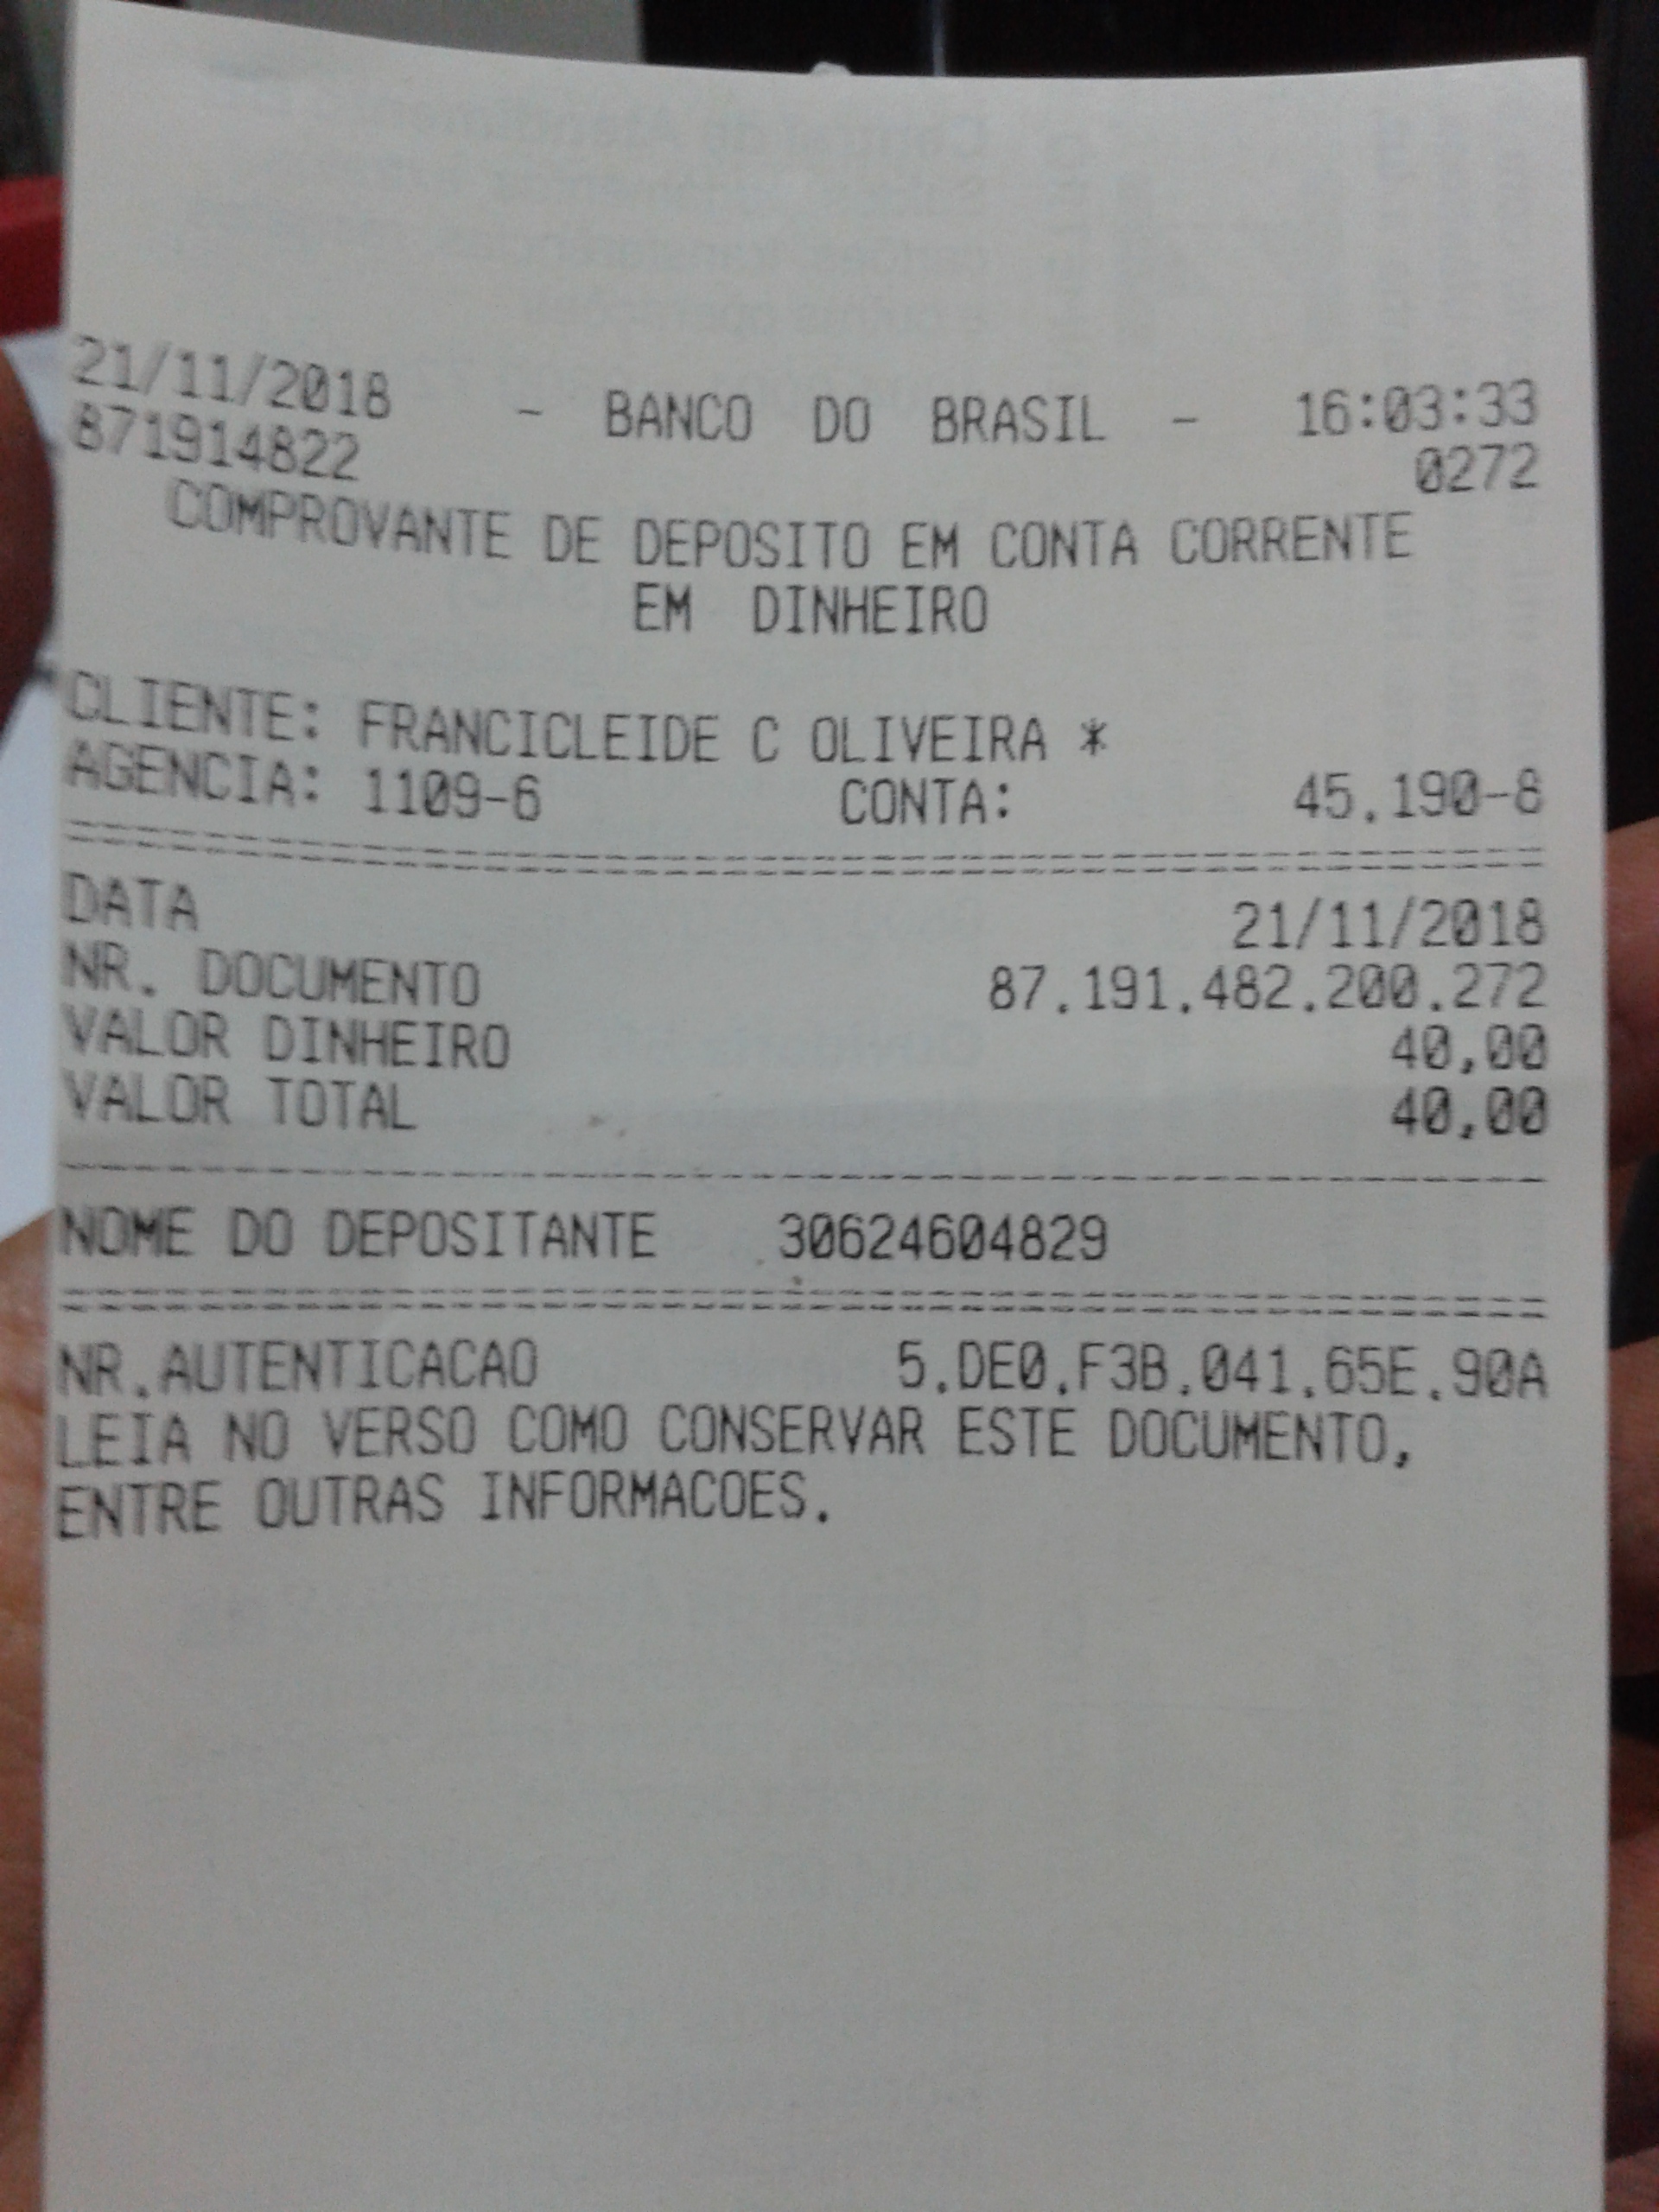 21/11/2018 - BANCO DO BRASIL - 16:03:33
871914822 0272
COMPROVANTE DE DEPOSITO EM CONTA CORRENTE
EM DINHEIRO
CLIENTE: FRANCICLEIDE C OLIVEIRA *
AGENCIA: 1109-6 CONTA: 45.190-8
DATA 21/11/2018
NR. DOCUMENTO 87.191.482.200.272
VALOR DINHEIRO 40,00
VALOR TOTAL 40,00
NOME DO DEPOSITANTE 30624604829
NR.AUTENTICACAO 5.DE0.F3B.041.65E.90A
LEIA NO VERSO COMO CONSERVAR ESTE DOCUMENTO,
ENTRE OUTRAS INFORMACOES.